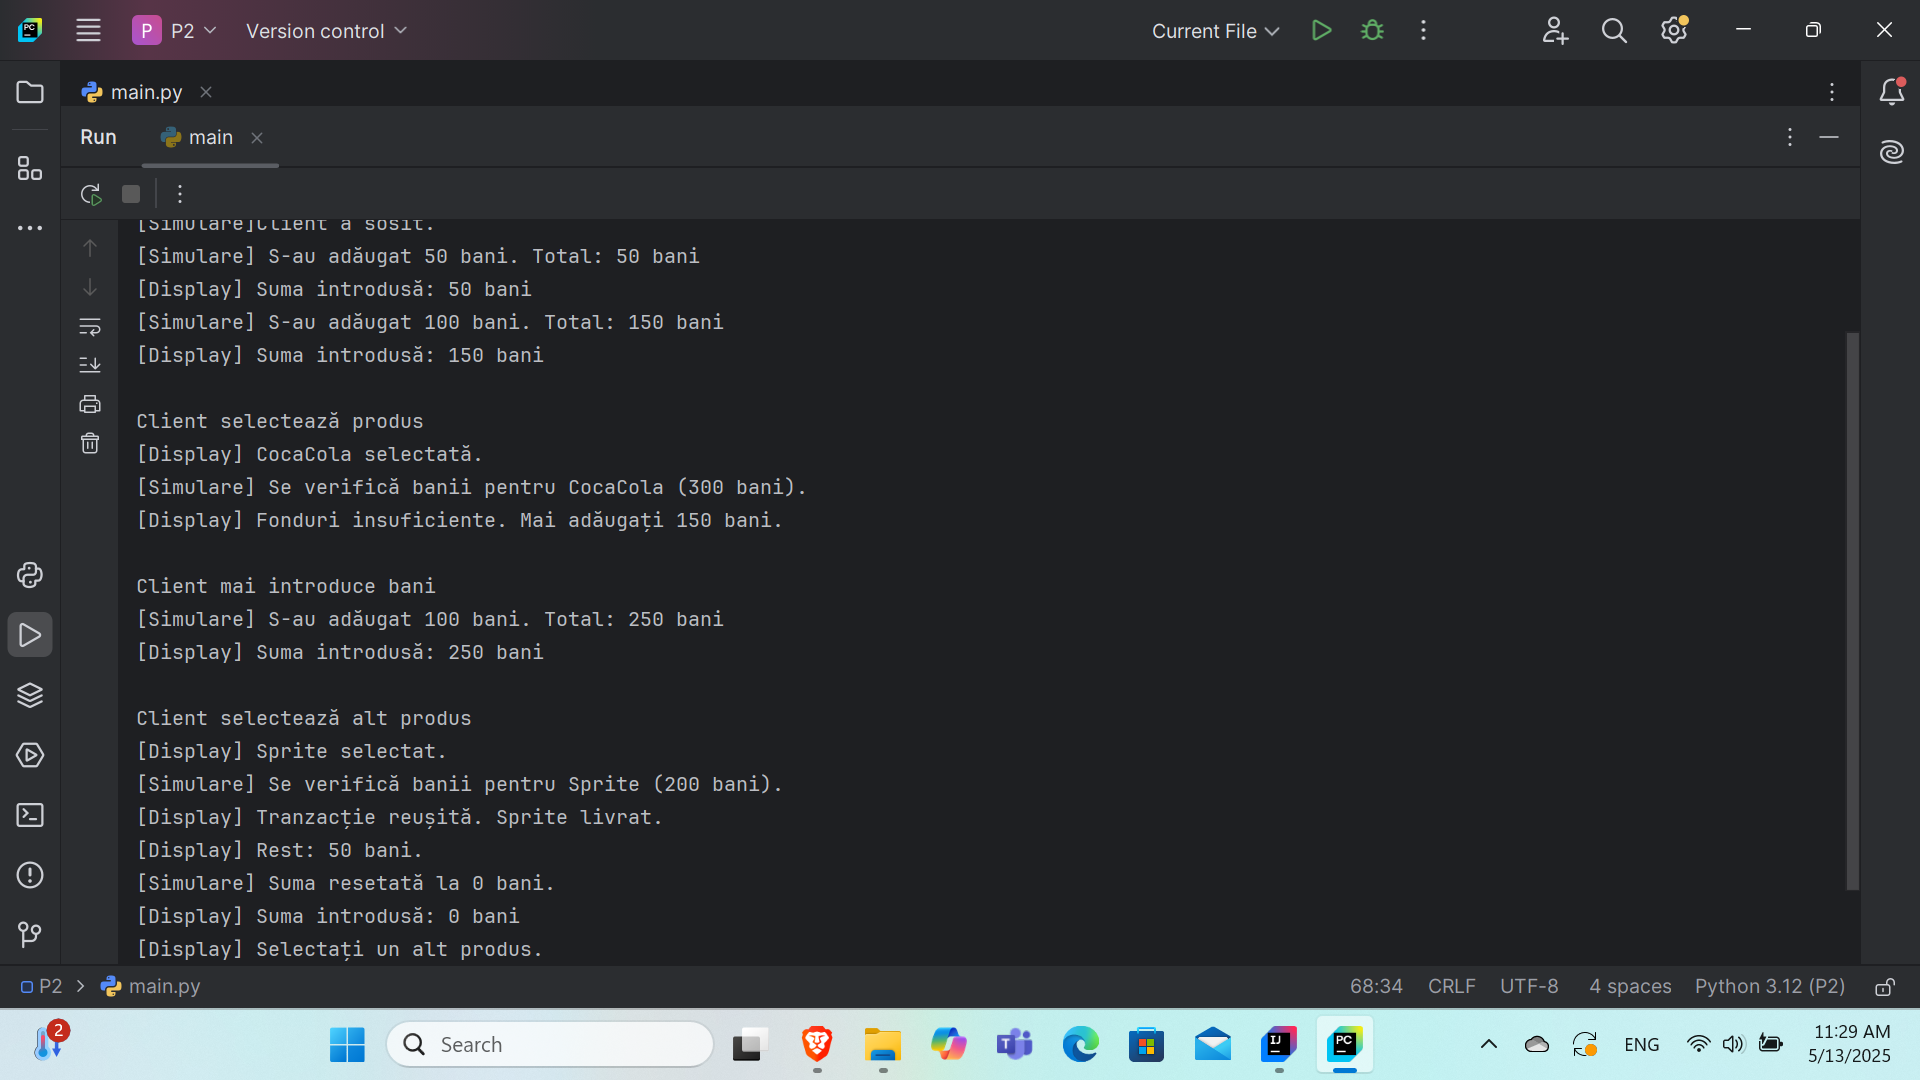 P P2 Version control Current File
main.py
Run main
[Simulare]Client a sosit.
[Simulare] S-au adăugat 50 bani. Total: 50 bani
[Display] Suma introdusă: 50 bani
[Simulare] S-au adăugat 100 bani. Total: 150 bani
[Display] Suma introdusă: 150 bani
Client selectează produs
[Display] CocaCola selectată.
[Simulare] Se verifică banii pentru CocaCola (300 bani).
[Display] Fonduri insuficiente. Mai adăugați 150 bani.
Client mai introduce bani
[Simulare] S-au adăugat 100 bani. Total: 250 bani
[Display] Suma introdusă: 250 bani
Client selectează alt produs
[Display] Sprite selectat.
[Simulare] Se verifică banii pentru Sprite (200 bani).
[Display] Tranzacție reușită. Sprite livrat.
[Display] Rest: 50 bani.
[Simulare] Suma resetată la 0 bani.
[Display] Suma introdusă: 0 bani
[Display] Selectați un alt produs.
P2 > main.py 68:34 CRLF UTF-8 4 spaces Python 3.12 (P2)
2 Search ENG 11:29 AM
5/13/2025